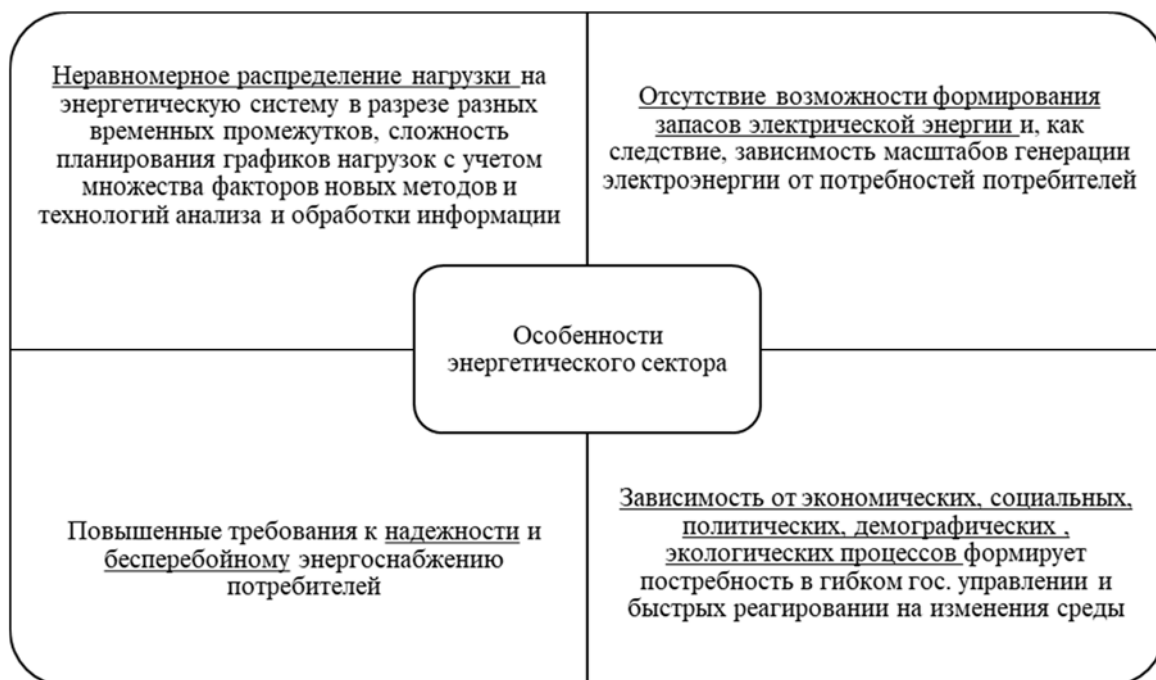 Неравномерное распределение нагрузки на
энергетическую систему в разрезе разных
временных промежутков, сложность
планирования графиков нагрузок с учетом
множества факторов новых методов и
технологий анализа и обработки информации
Отсутствие возможности формирования
запасов электрической энергии и, как
следствие, зависимость масштабов генерации
электроэнергии от потребностей потребителей
Особенности
энергетического сектора
Повышенные требования к надежности и
бесперебойному энергоснабжению
потребителей
Зависимость от экономических, социальных,
политических, демографических ,
экологических процессов формирует
постребность в гибком гос. управлении и
быстрых реагировании на изменения среды